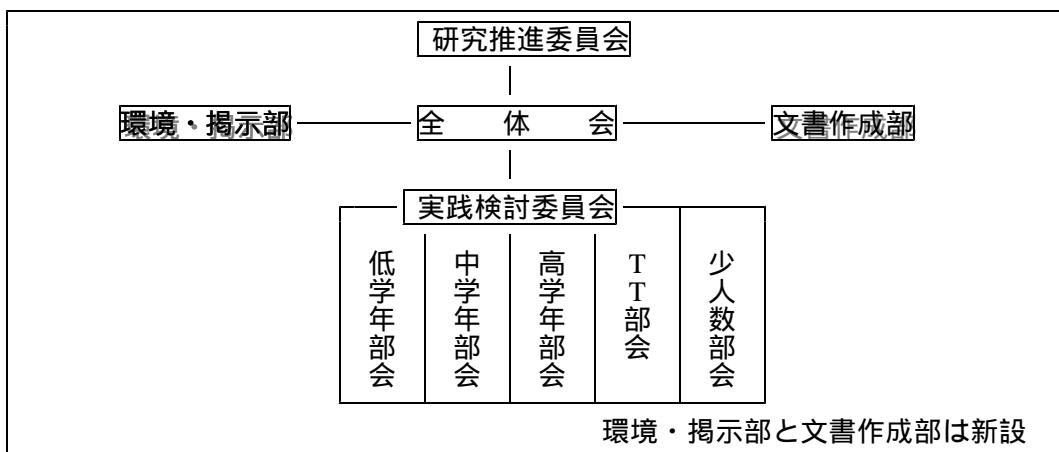 研究推進委員会
環境・掲示部
全体会
文書作成部
実践検討委員会
低学年部会
中学年部会
高学年部会
TT部会
少人数部会
環境・掲示部と文書作成部は新設